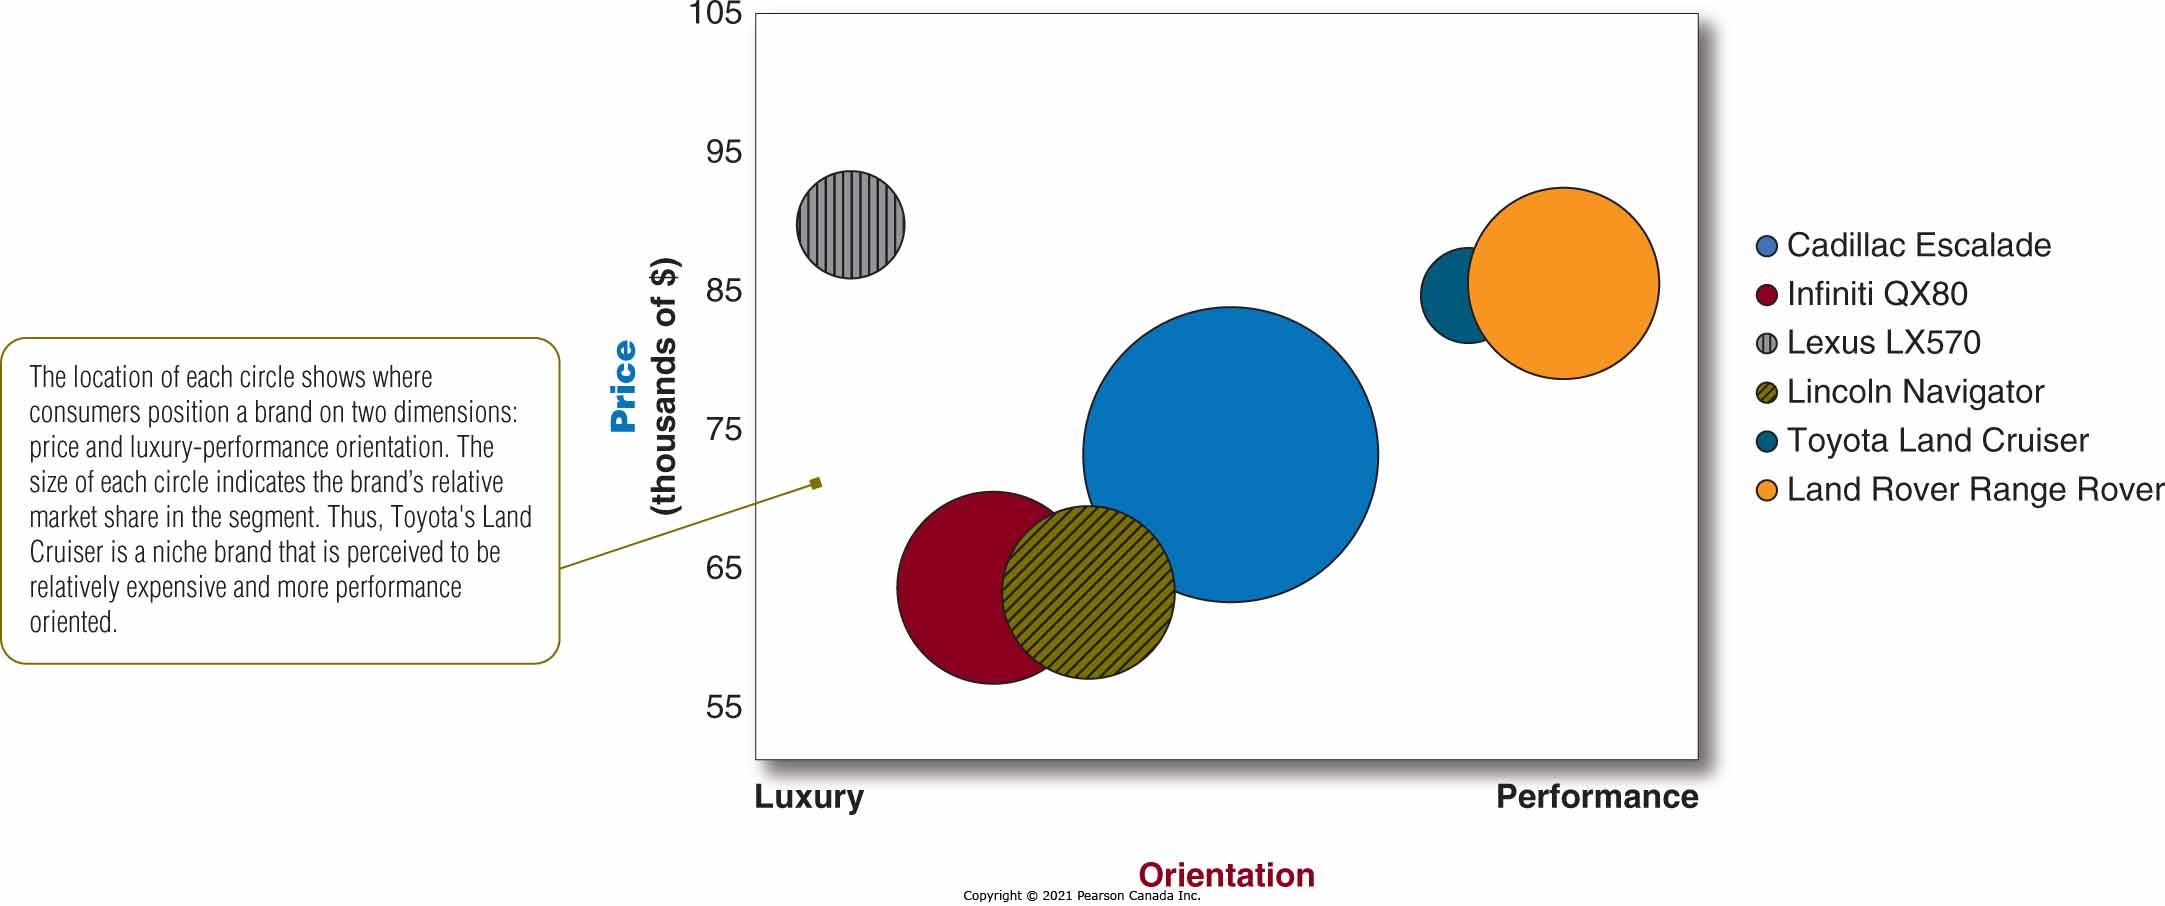 105
95
85
75
65
55
Price
(thousands of $)
The location of each circle shows where
consumers position a brand on two dimensions:
price and luxury-performance orientation. The
size of each circle indicates the brand’s relative
market share in the segment. Thus, Toyota's Land
Cruiser is a niche brand that is perceived to be
relatively expensive and more performance
oriented.
Cadillac Escalade
Infiniti QX80
Lexus LX570
Lincoln Navigator
Toyota Land Cruiser
Land Rover Range Rover
Luxury
Performance
Orientation
Copyright © 2021 Pearson Canada Inc.